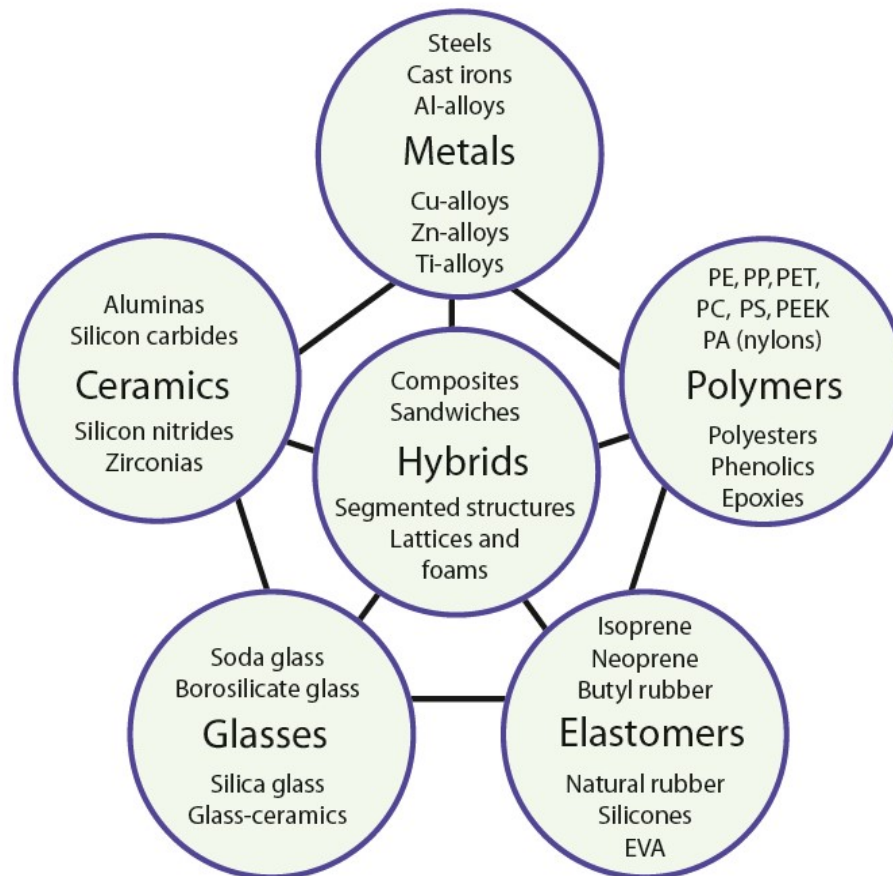 Steels
Cast irons
Al-alloys
Metals
Cu-alloys
Zn-alloys
Ti-alloys
Aluminas
Silicon carbides
Ceramics
Silicon nitrides
Zirconias
Composites
Sandwiches
Hybrids
Segmented structures
Lattices and
foams
PE, PP, PET,
PC, PS, PEEK
PA (nylons)
Polymers
Polyesters
Phenolics
Epoxies
Soda glass
Borosilicate glass
Glasses
Silica glass
Glass-ceramics
Isoprene
Neoprene
Butyl rubber
Elastomers
Natural rubber
Silicones
EVA